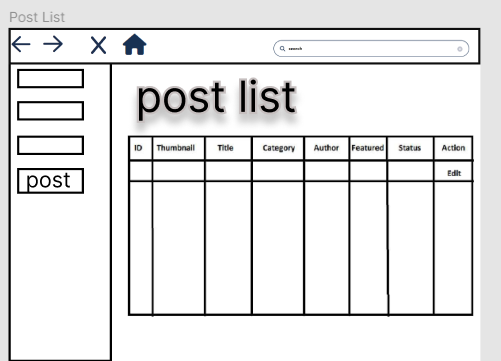 Post List
search
post list
ID Thumbnail Title Category Author Featured Status Action
Edit
post